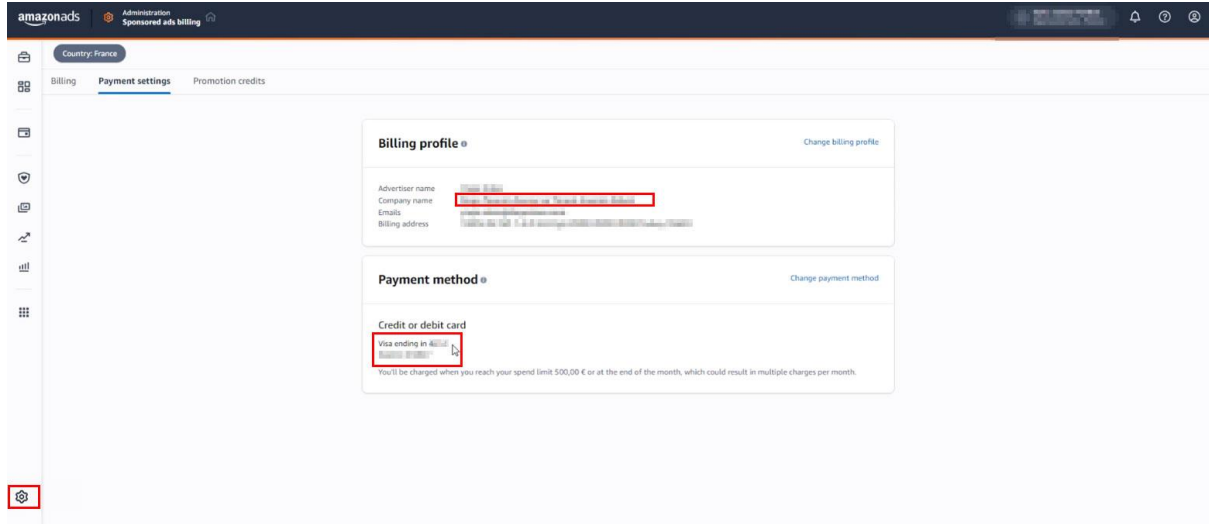 amazonads
Administration
Sponsored ads billing
Country: France
Billing Payment settings Promotion credits
Billing profile
Change billing profile
Advertiser name
Company name
Emails
Billing address
Payment method
Change payment method
Credit or debit card
Visa ending in
You'll be charged when you reach your spend limit 500,00 € or at the end of the month, which could result in multiple charges per month.